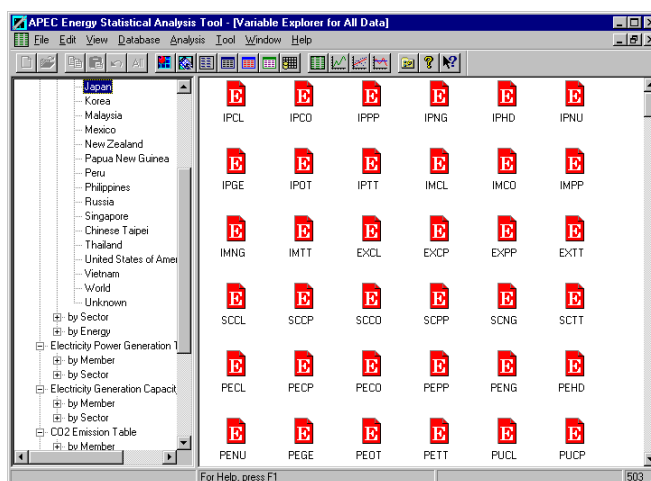 APEC Energy Statistical Analysis Tool - [Variable Explorer for All Data]
File Edit View Database Analysis Tool Window Help
Japan
Korea
Malaysia
Mexico
New Zealand
Papua New Guinea
Peru
Philippines
Russia
Singapore
Chinese Taipei
Thailand
United States of Amer
Vietnam
World
Unknown
by Sector
by Energy
Electricity Power Generation T
by Member
by Sector
Electricity Generation Capacit
by Member
by Sector
CO2 Emission Table
by Member
E E E E E E
IPCL IPCO IPPP IPNG IPHD IPNU
E E E E E E
IPGE IPOT IPTT IMCL IMCO IMPP
E E E E E E
IMNG IMTT EXCL EXCP EXPP EXTT
E E E E E E
SCCL SCCP SCCO SCPP SCNG SCTT
E E E E E E
PECL PECP PECO PEPP PENG PEHD
E E E E E E
PENU PEGE PEOT PETT PUCL PUCP
For Help, press F1
503